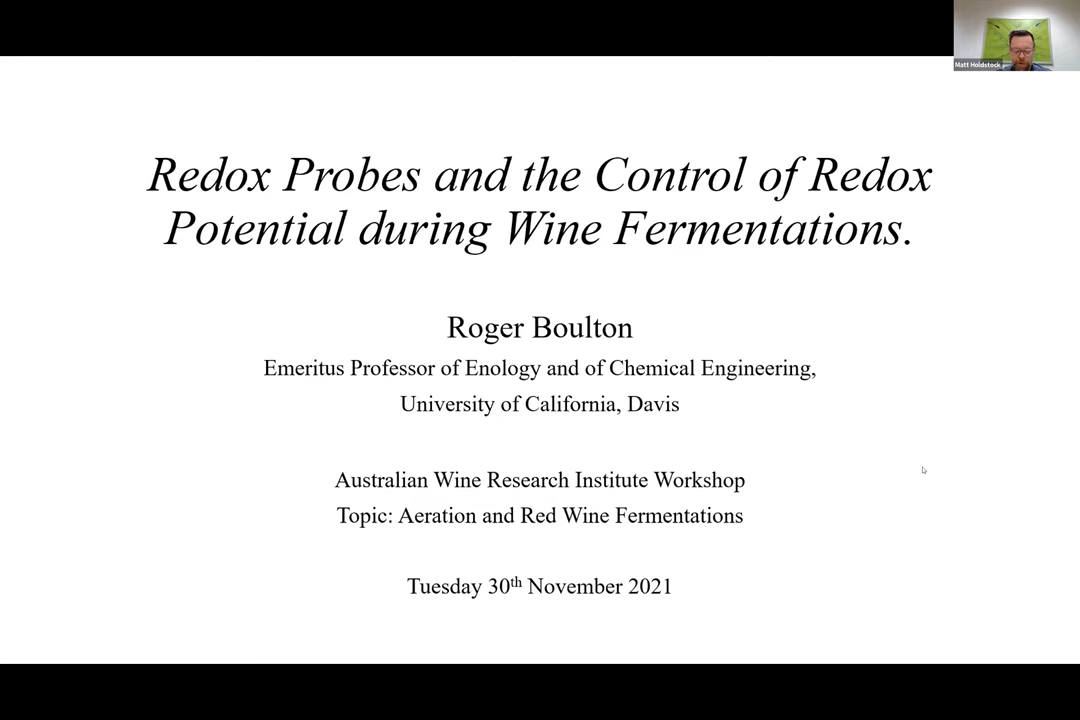 Matt Holdstock
Redox Probes and the Control of Redox
Potential during Wine Fermentations.
Roger Boulton
Emeritus Professor of Enology and of Chemical Engineering,
University of California, Davis
Australian Wine Research Institute Workshop
Topic: Aeration and Red Wine Fermentations
Tuesday 30th November 2021